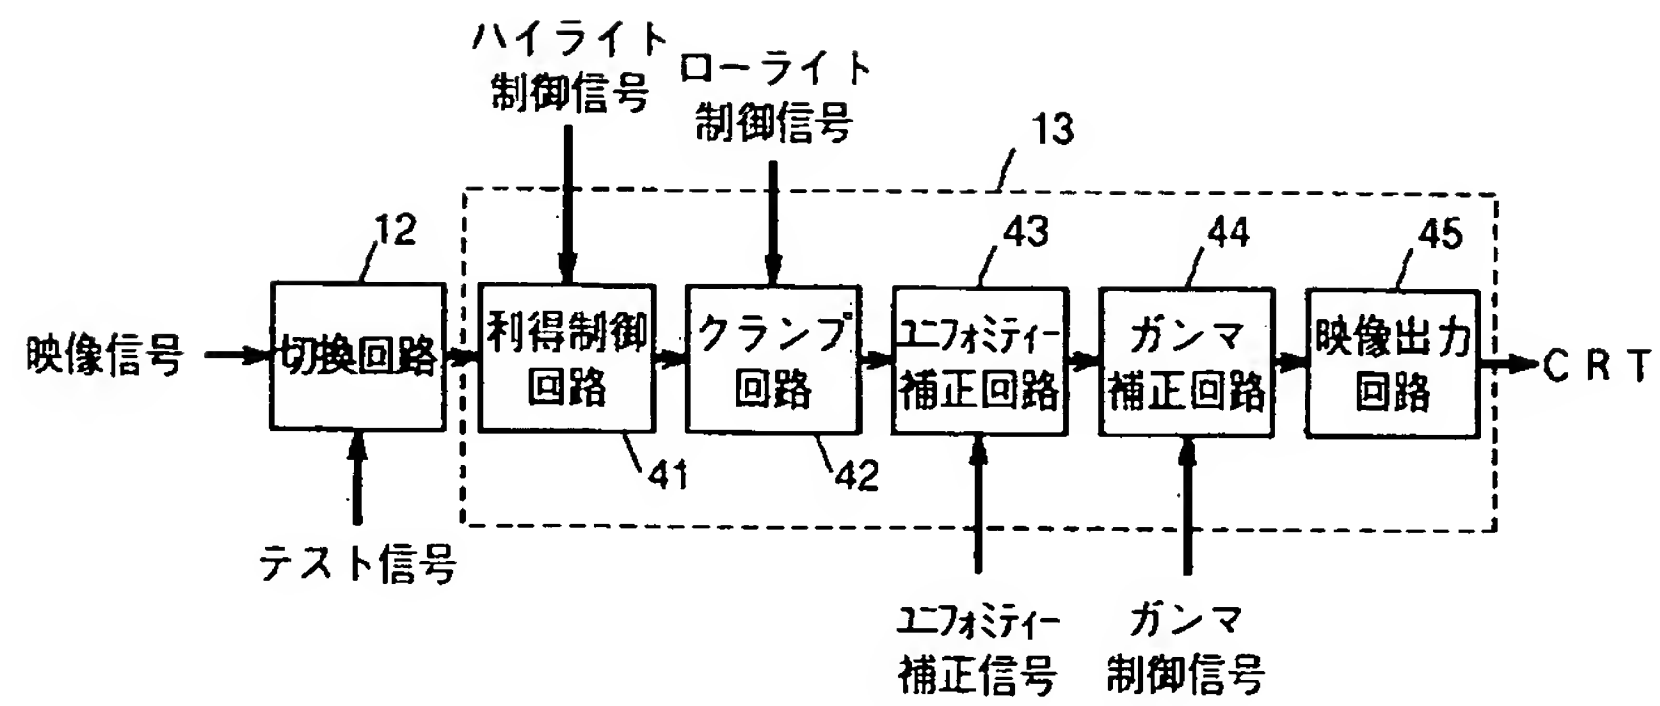 ハイライト
制御信号
ローライト
制御信号
13
12
43
44
45
映像信号
切換回路
利得制御
回路
クランプ
回路
ユニフォミティー
補正回路
ガンマ
補正回路
映像出力
回路
CRT
41
42
テスト信号
ユニフォミティー
補正信号
ガンマ
制御信号